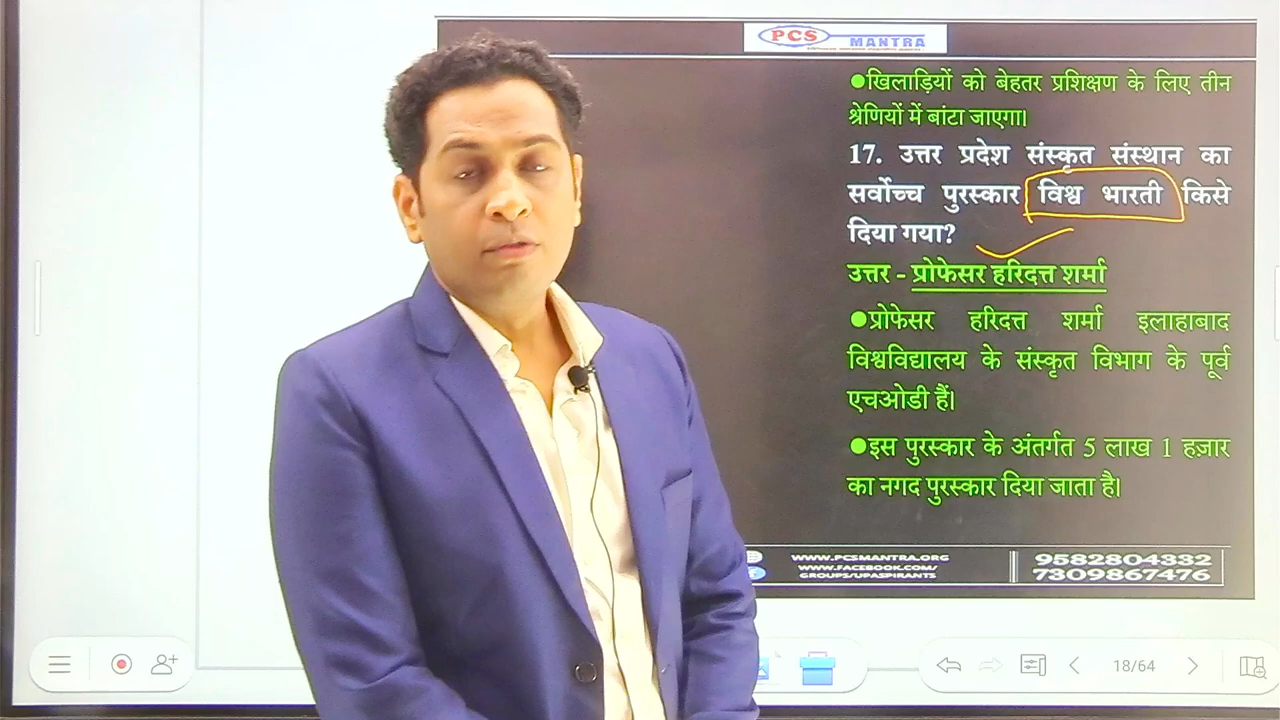 PCS MANTRA
●खिलाड़ियों को बेहतर प्रशिक्षण के लिए तीन
श्रेणियों में बांटा जाएगा।
17. उत्तर प्रदेश संस्कृत संस्थान का
सर्वोच्च पुरस्कार विश्व भारती किसे
दिया गया?
उत्तर - प्रोफेसर हरिदत्त शर्मा
●प्रोफेसर हरिदत्त शर्मा इलाहाबाद
विश्वविद्यालय के संस्कृत विभाग के पूर्व
एचओडी हैं।
●इस पुरस्कार के अंतर्गत 5 लाख 1 हज़ार
का नगद पुरस्कार दिया जाता है।
WWW.PCSMANTRA.ORG
WWW.FACEBOOK.COM/
GROUPS/UPASPIRANTS
9582804332
7309867476
18/64